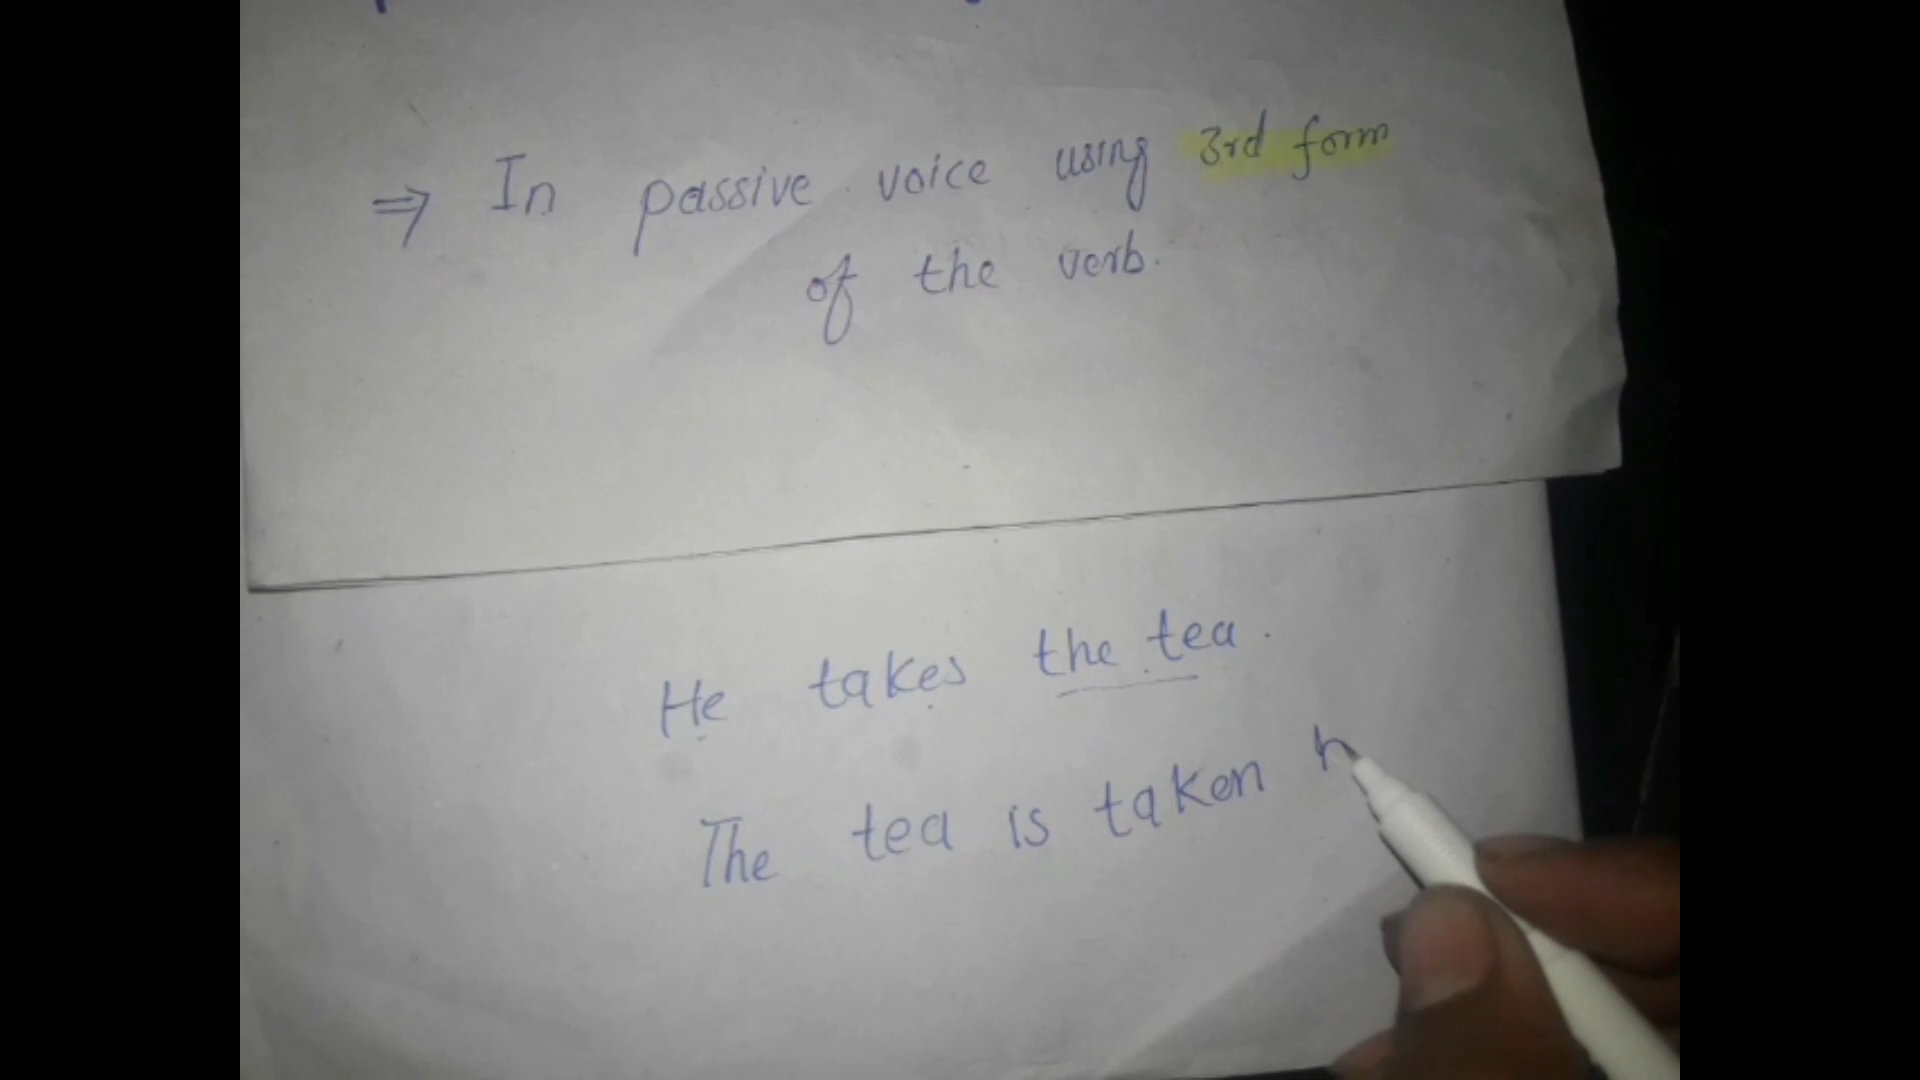 ⇒ In passive voice using 3rd form
of the verb.
He takes the tea.
The tea is taken